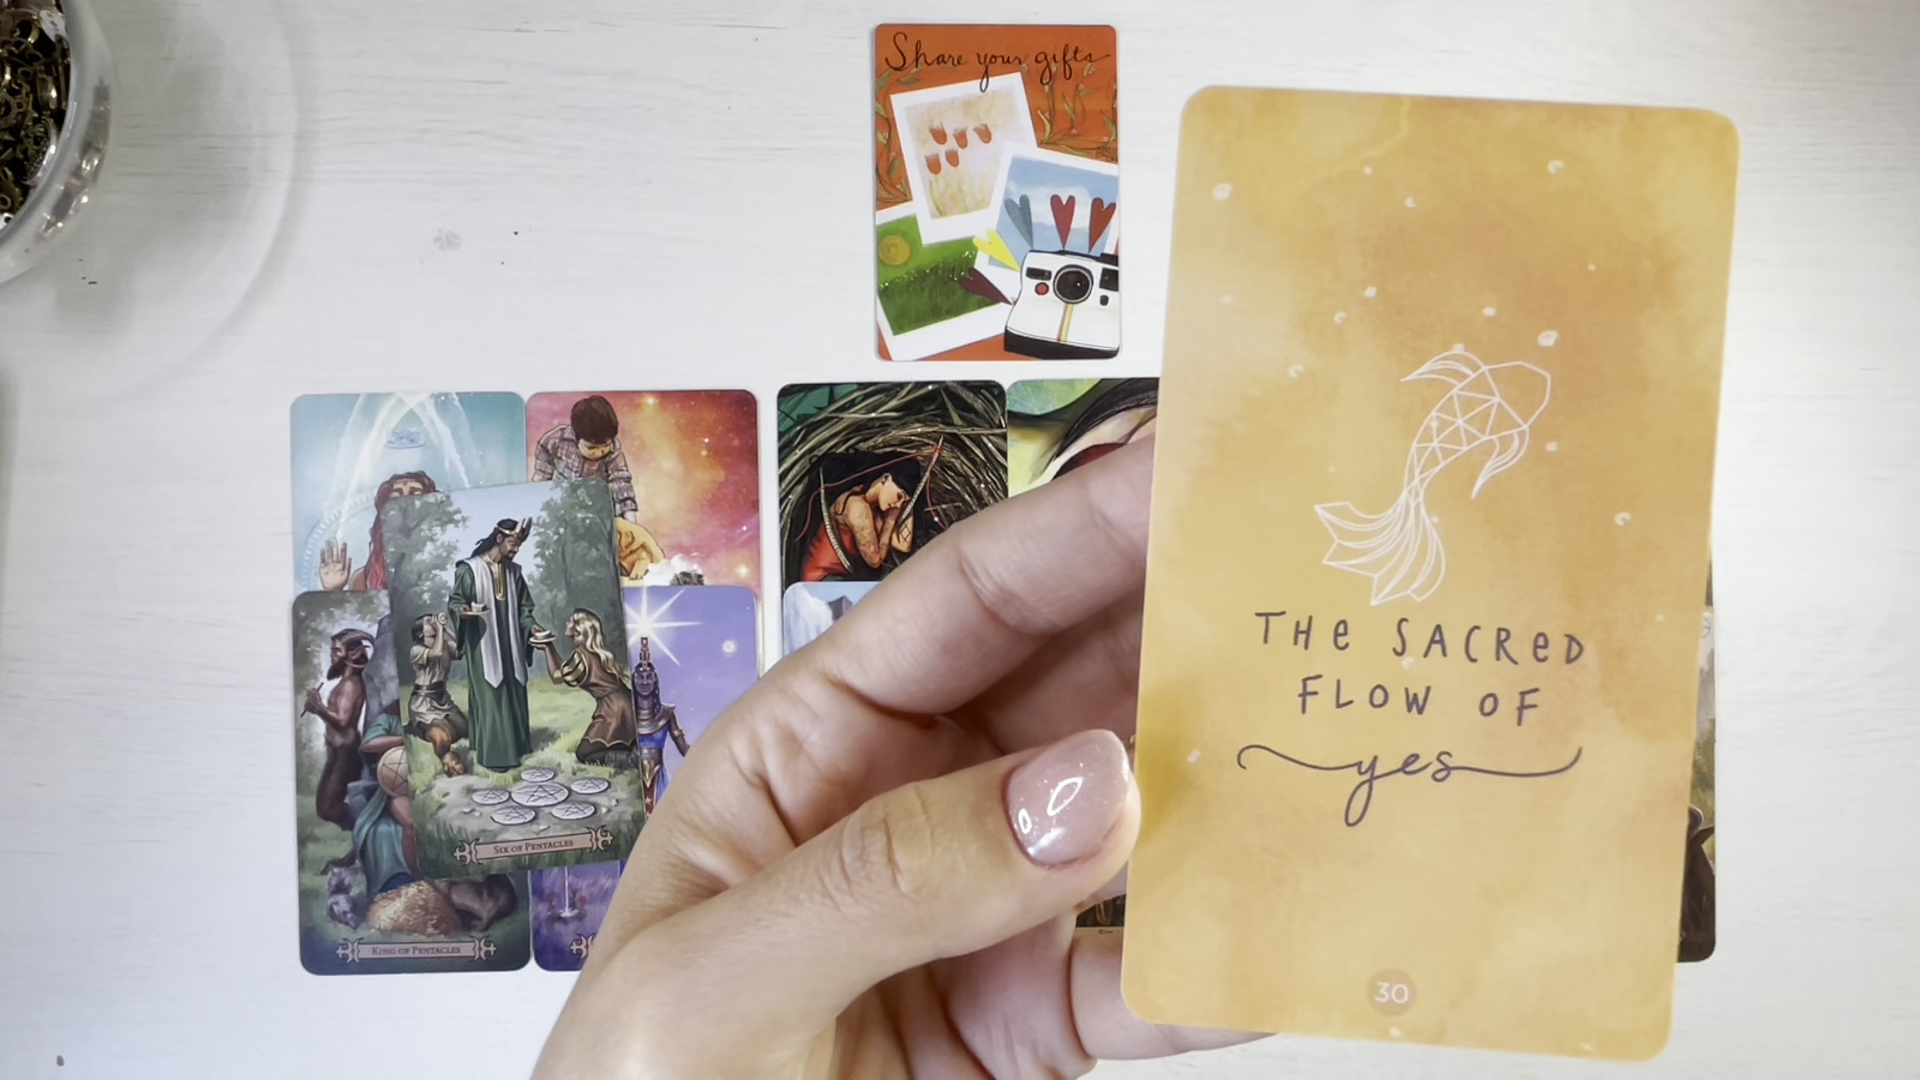 Share your gifts
THE SACRED
FLOW OF
yes
30
SIX OF PENTACLES
KING OF PENTACLES